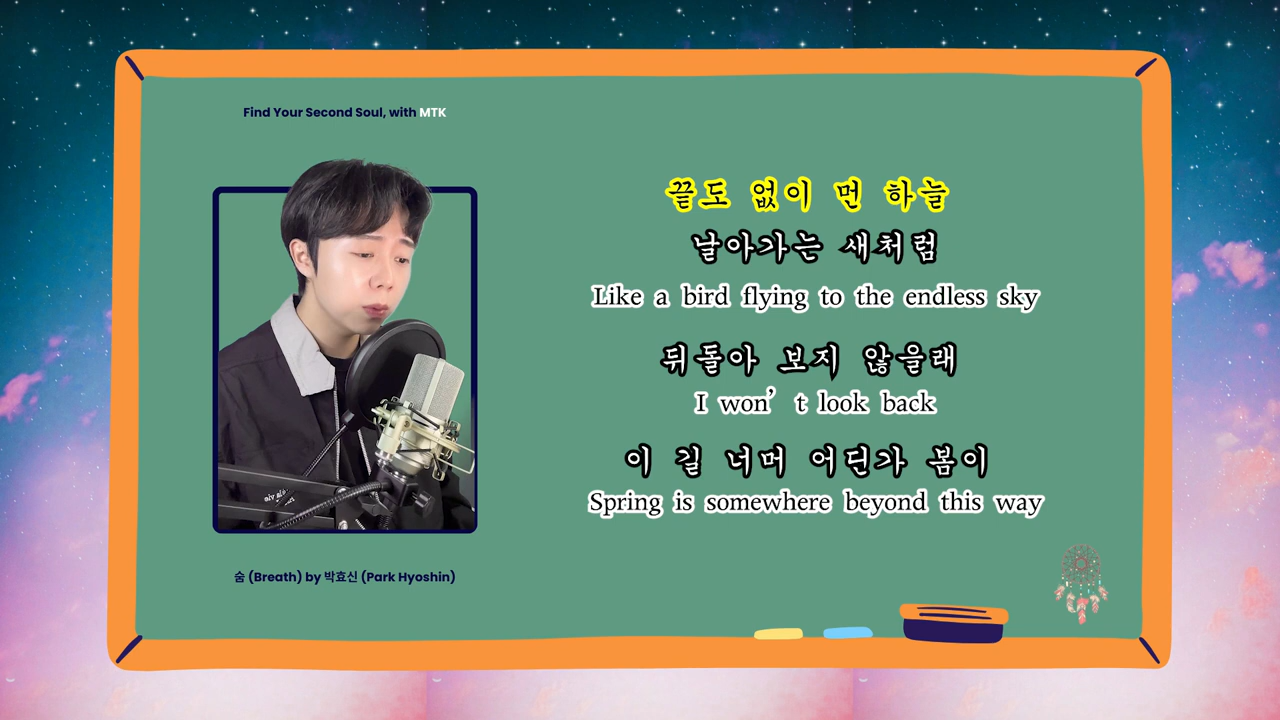 Find Your Second Soul, with MTK
끝도 없이 먼 하늘
날아가는 새처럼
Like a bird flying to the endless sky
뒤돌아 보지 않을래
I won’t look back
이 길 너머 어딘가 봄이
Spring is somewhere beyond this way
숨 (Breath) by 박효신 (Park Hyoshin)